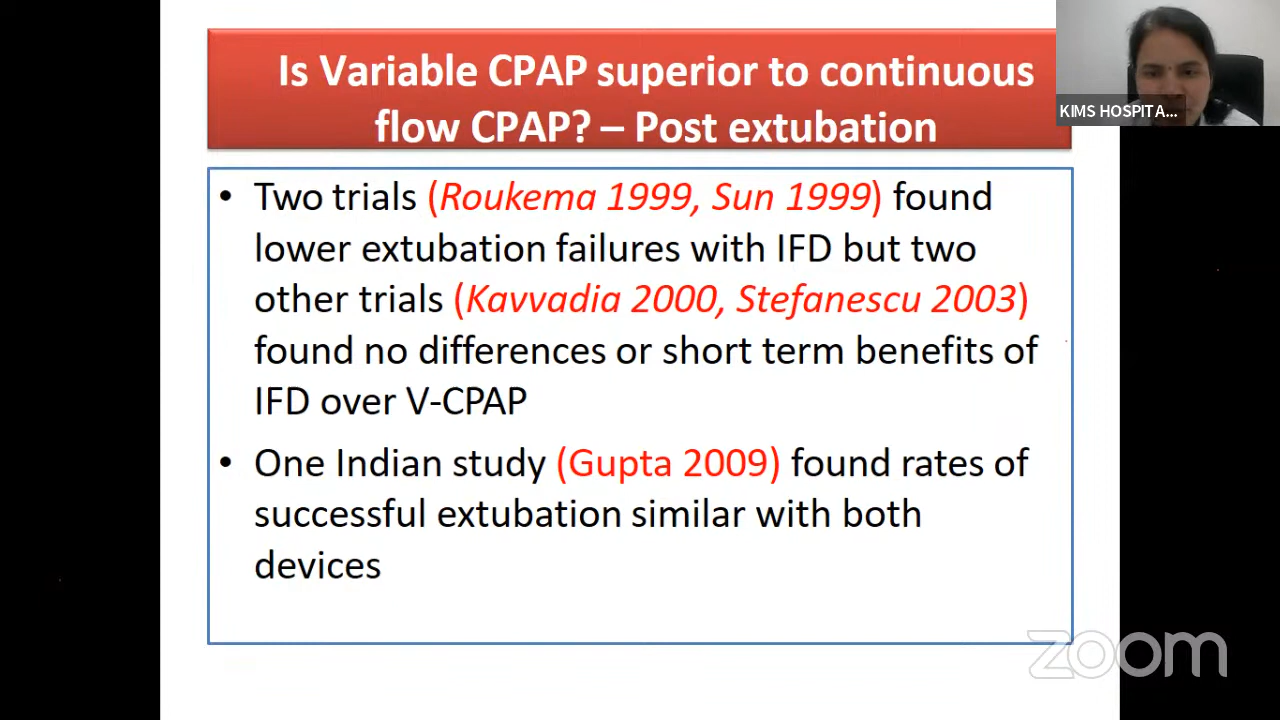 Is Variable CPAP superior to continuous
flow CPAP? – Post extubation
KIMS HOSPITA...
• Two trials (Roukema 1999, Sun 1999) found
lower extubation failures with IFD but two
other trials (Kavvadia 2000, Stefanescu 2003)
found no differences or short term benefits of
IFD over V-CPAP
• One Indian study (Gupta 2009) found rates of
successful extubation similar with both
devices
zoom